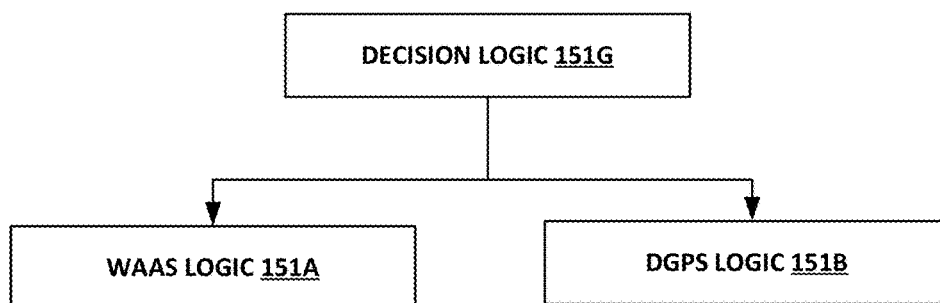 DECISION LOGIC 151G
WAAS LOGIC 151A
DGPS LOGIC 151B